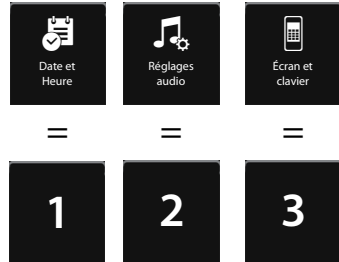 Date et
Heure
Réglages
audio
Écran et
clavier
= = =
1 2 3